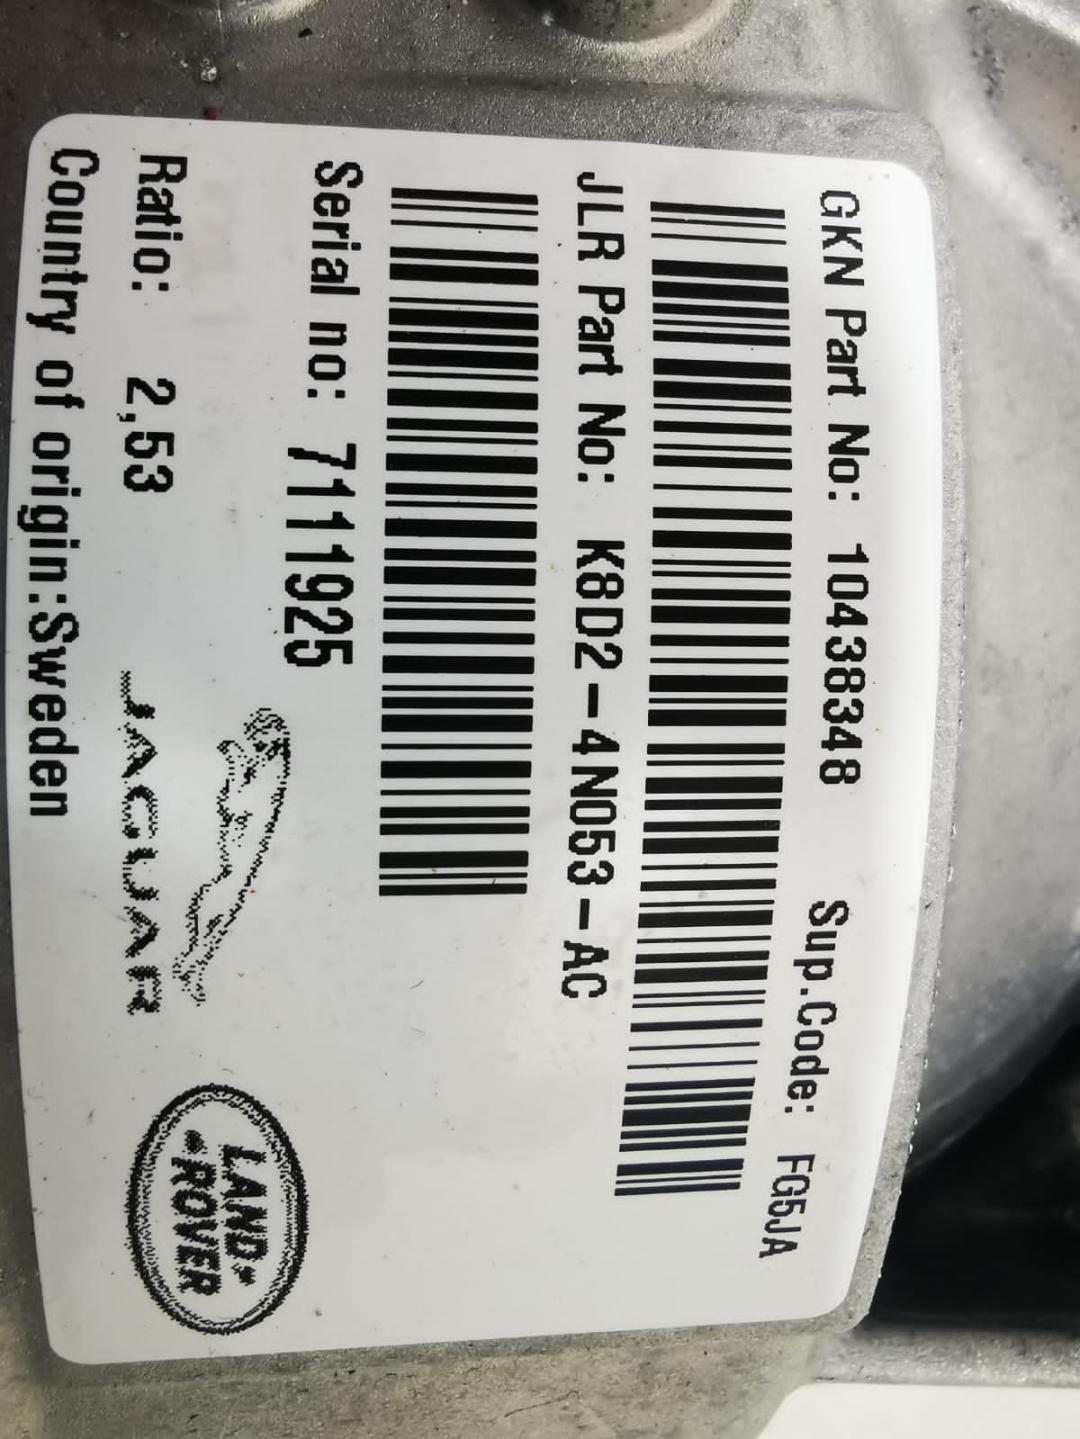 GKN Part No: 10438348 Sup.Code: FG5JA
JLR Part No: K8D2-4N053-AC
Serial no: 7111925
Ratio: 2,53
JAGUAR
LAND
ROVER
Country of origin:Sweden